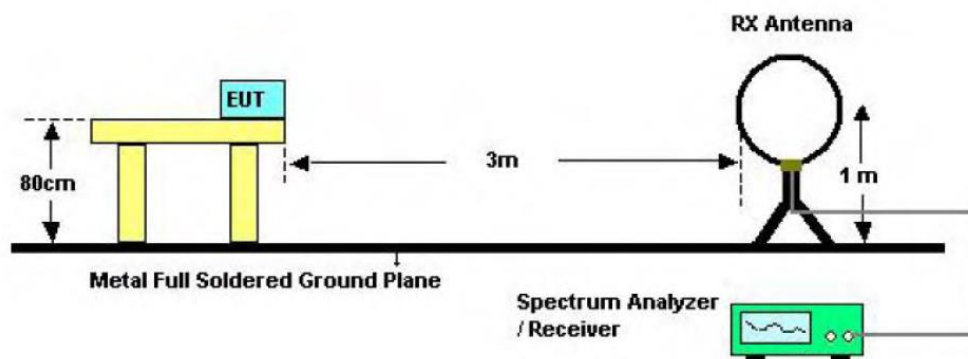 RX Antenna
EUT
3m
80cm
1 m
Metal Full Soldered Ground Plane
Spectrum Analyzer
/ Receiver